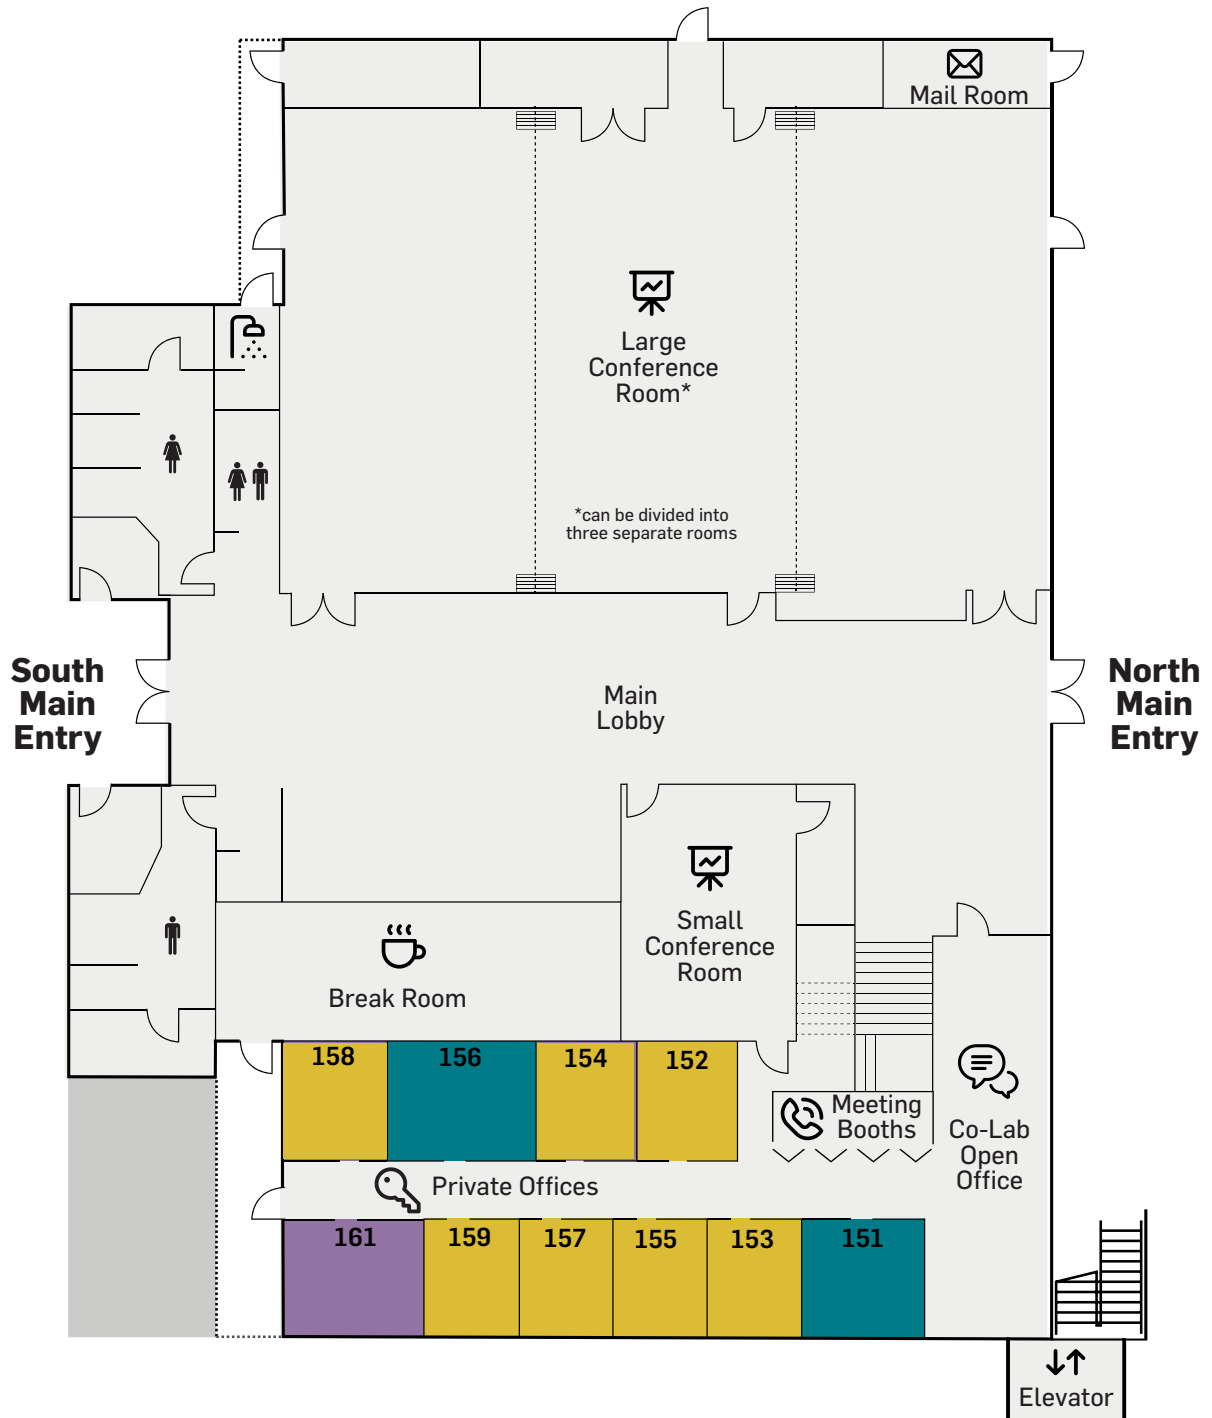 Mail Room
Large
Conference
Room*
*can be divided into
three separate rooms
South
Main
Entry
Main
Lobby
North
Main
Entry
Small
Conference
Room
Break Room
158
156
154
152
Meeting
Booths
Co-Lab
Open
Office
Private Offices
161
159
157
155
153
151
Elevator